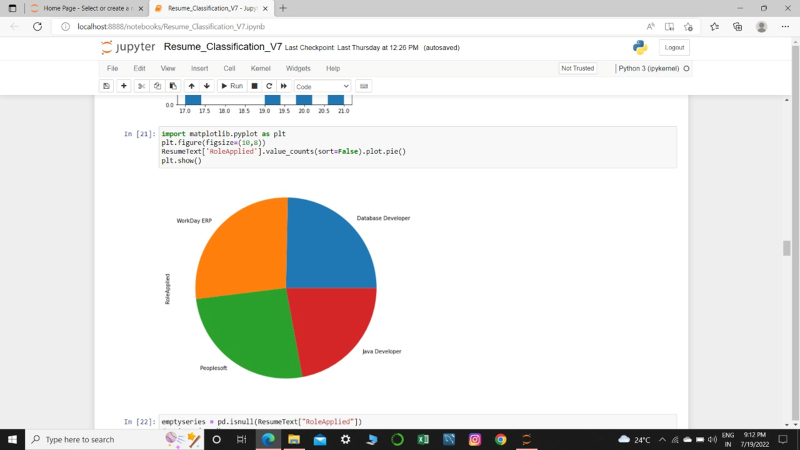 Home Page - Select or create a n
Resume_Classification_V7 - Jupyt
localhost:8888/notebooks/Resume_Classification_V7.ipynb
jupyter Resume_Classification_V7 Last Checkpoint: Last Thursday at 12:26 PM (autosaved)
Logout
File Edit View Insert Cell Kernel Widgets Help
Not Trusted
Python 3 (ipykernel)
Run
Code
0.0
17.0 17.5 18.0 18.5 19.0 19.5 20.0 20.5 21.0
In [21]: import matplotlib.pyplot as plt
plt.figure(figsize=(10,8))
ResumeText['RoleApplied'].value_counts(sort=False).plot.pie()
plt.show()
Database Developer
WorkDay ERP
RoleApplied
Java Developer
Peoplesoft
In [22]: emptyseries = pd.isnull(ResumeText["RoleApplied"])
Type here to search
24°C
ENG
IN
9:12 PM
7/19/2022